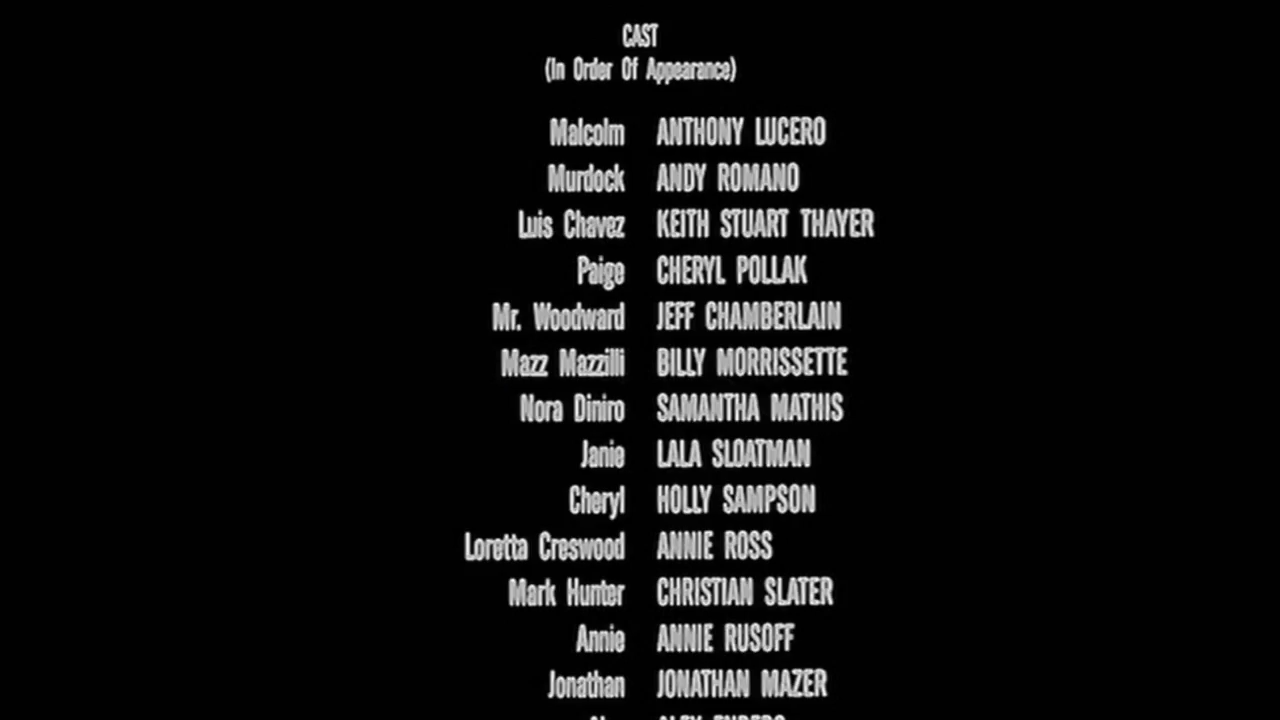 CAST
(In Order Of Appearance)
Malcolm ANTHONY LUCERO
Murdock ANDY ROMANO
Luis Chavez KEITH STUART THAYER
Paige CHERYL POLLAK
Mr. Woodward JEFF CHAMBERLAIN
Mazz Mazzilli BILLY MORRISSETTE
Nora Diniro SAMANTHA MATHIS
Janie LALA SLOATMAN
Cheryl HOLLY SAMPSON
Loretta Creswood ANNIE ROSS
Mark Hunter CHRISTIAN SLATER
Annie ANNIE RUSOFF
Jonathan JONATHAN MAZER